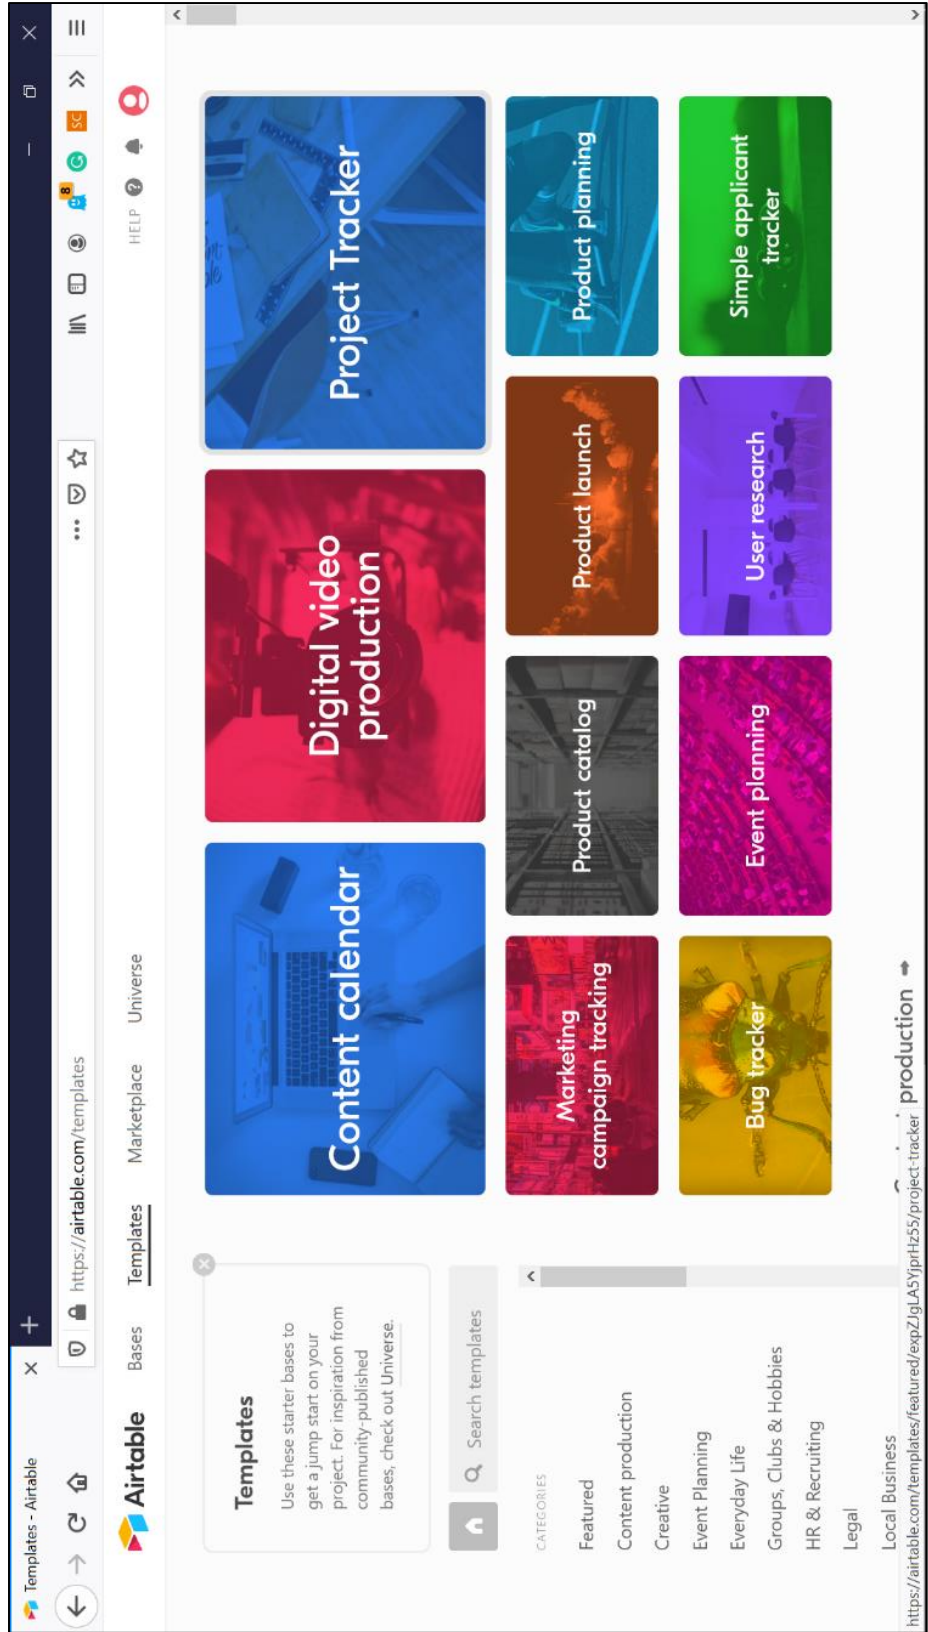 Templates - Airtable
https://airtable.com/templates
8
SC
Airtable
Bases
Templates
Marketplace
Universe
HELP
Templates
Use these starter bases to
get a jump start on your
project. For inspiration from
community-published
bases, check out Universe.
Search templates
CATEGORIES
Featured
Content production
Creative
Event Planning
Everyday Life
Groups, Clubs & Hobbies
HR & Recruiting
Legal
Local Business
Content calendar
Digital video
production
Project Tracker
Marketing
campaign tracking
Product catalog
Product launch
Product planning
Bug tracker
Event planning
User research
Simple applicant
tracker
production →
https://airtable.com/templates/featured/expZJgLA5YjprHz55/project-tracker